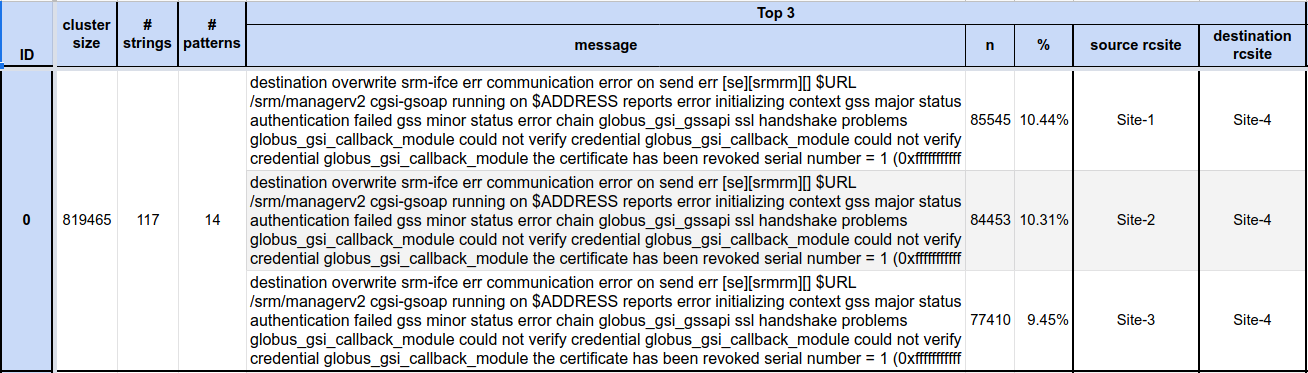 ID
cluster size
# strings
# patterns
Top 3
message
n
%
source rcsite
destination rcsite
0
819465
117
14
destination overwrite srm-ifce err communication error on send err [se][srmrm][] $URL
/srm/managerv2 cgsi-gsoap running on $ADDRESS reports error initializing context gss major status
authentication failed gss minor status error chain globus_gsi_gssapi ssl handshake problems
globus_gsi_callback_module could not verify credential globus_gsi_callback_module could not verify
credential globus_gsi_callback_module the certificate has been revoked serial number = 1 (0xfffffffffff
85545
10.44%
Site-1
Site-4
destination overwrite srm-ifce err communication error on send err [se][srmrm][] $URL
/srm/managerv2 cgsi-gsoap running on $ADDRESS reports error initializing context gss major status
authentication failed gss minor status error chain globus_gsi_gssapi ssl handshake problems
globus_gsi_callback_module could not verify credential globus_gsi_callback_module could not verify
credential globus_gsi_callback_module the certificate has been revoked serial number = 1 (0xfffffffffff
84453
10.31%
Site-2
Site-4
destination overwrite srm-ifce err communication error on send err [se][srmrm][] $URL
/srm/managerv2 cgsi-gsoap running on $ADDRESS reports error initializing context gss major status
authentication failed gss minor status error chain globus_gsi_gssapi ssl handshake problems
globus_gsi_callback_module could not verify credential globus_gsi_callback_module could not verify
credential globus_gsi_callback_module the certificate has been revoked serial number = 1 (0xfffffffffff
77410
9.45%
Site-3
Site-4